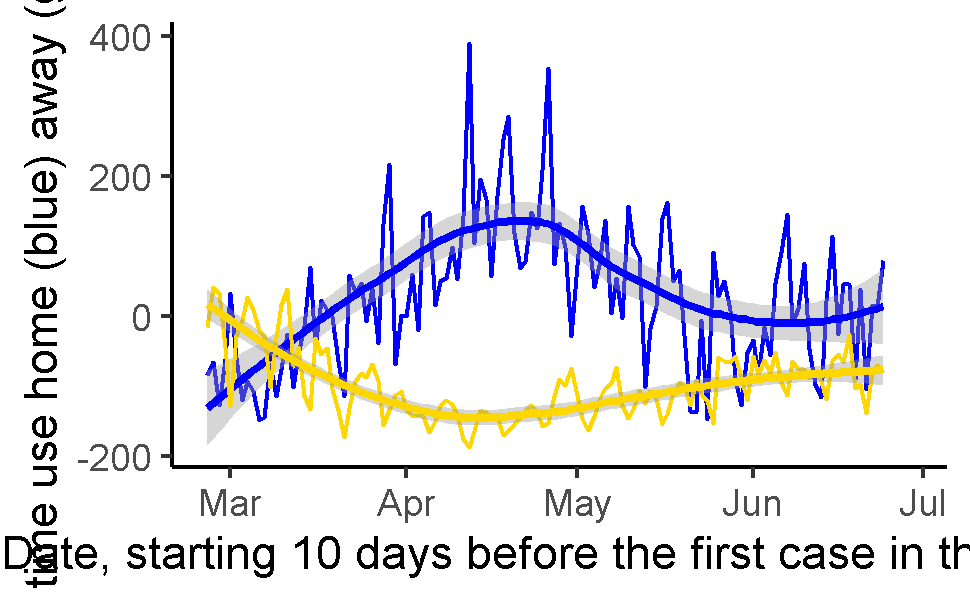 time use home (blue) away (
400
200
0
-200
Mar Apr May Jun Jul
Date, starting 10 days before the first case in th